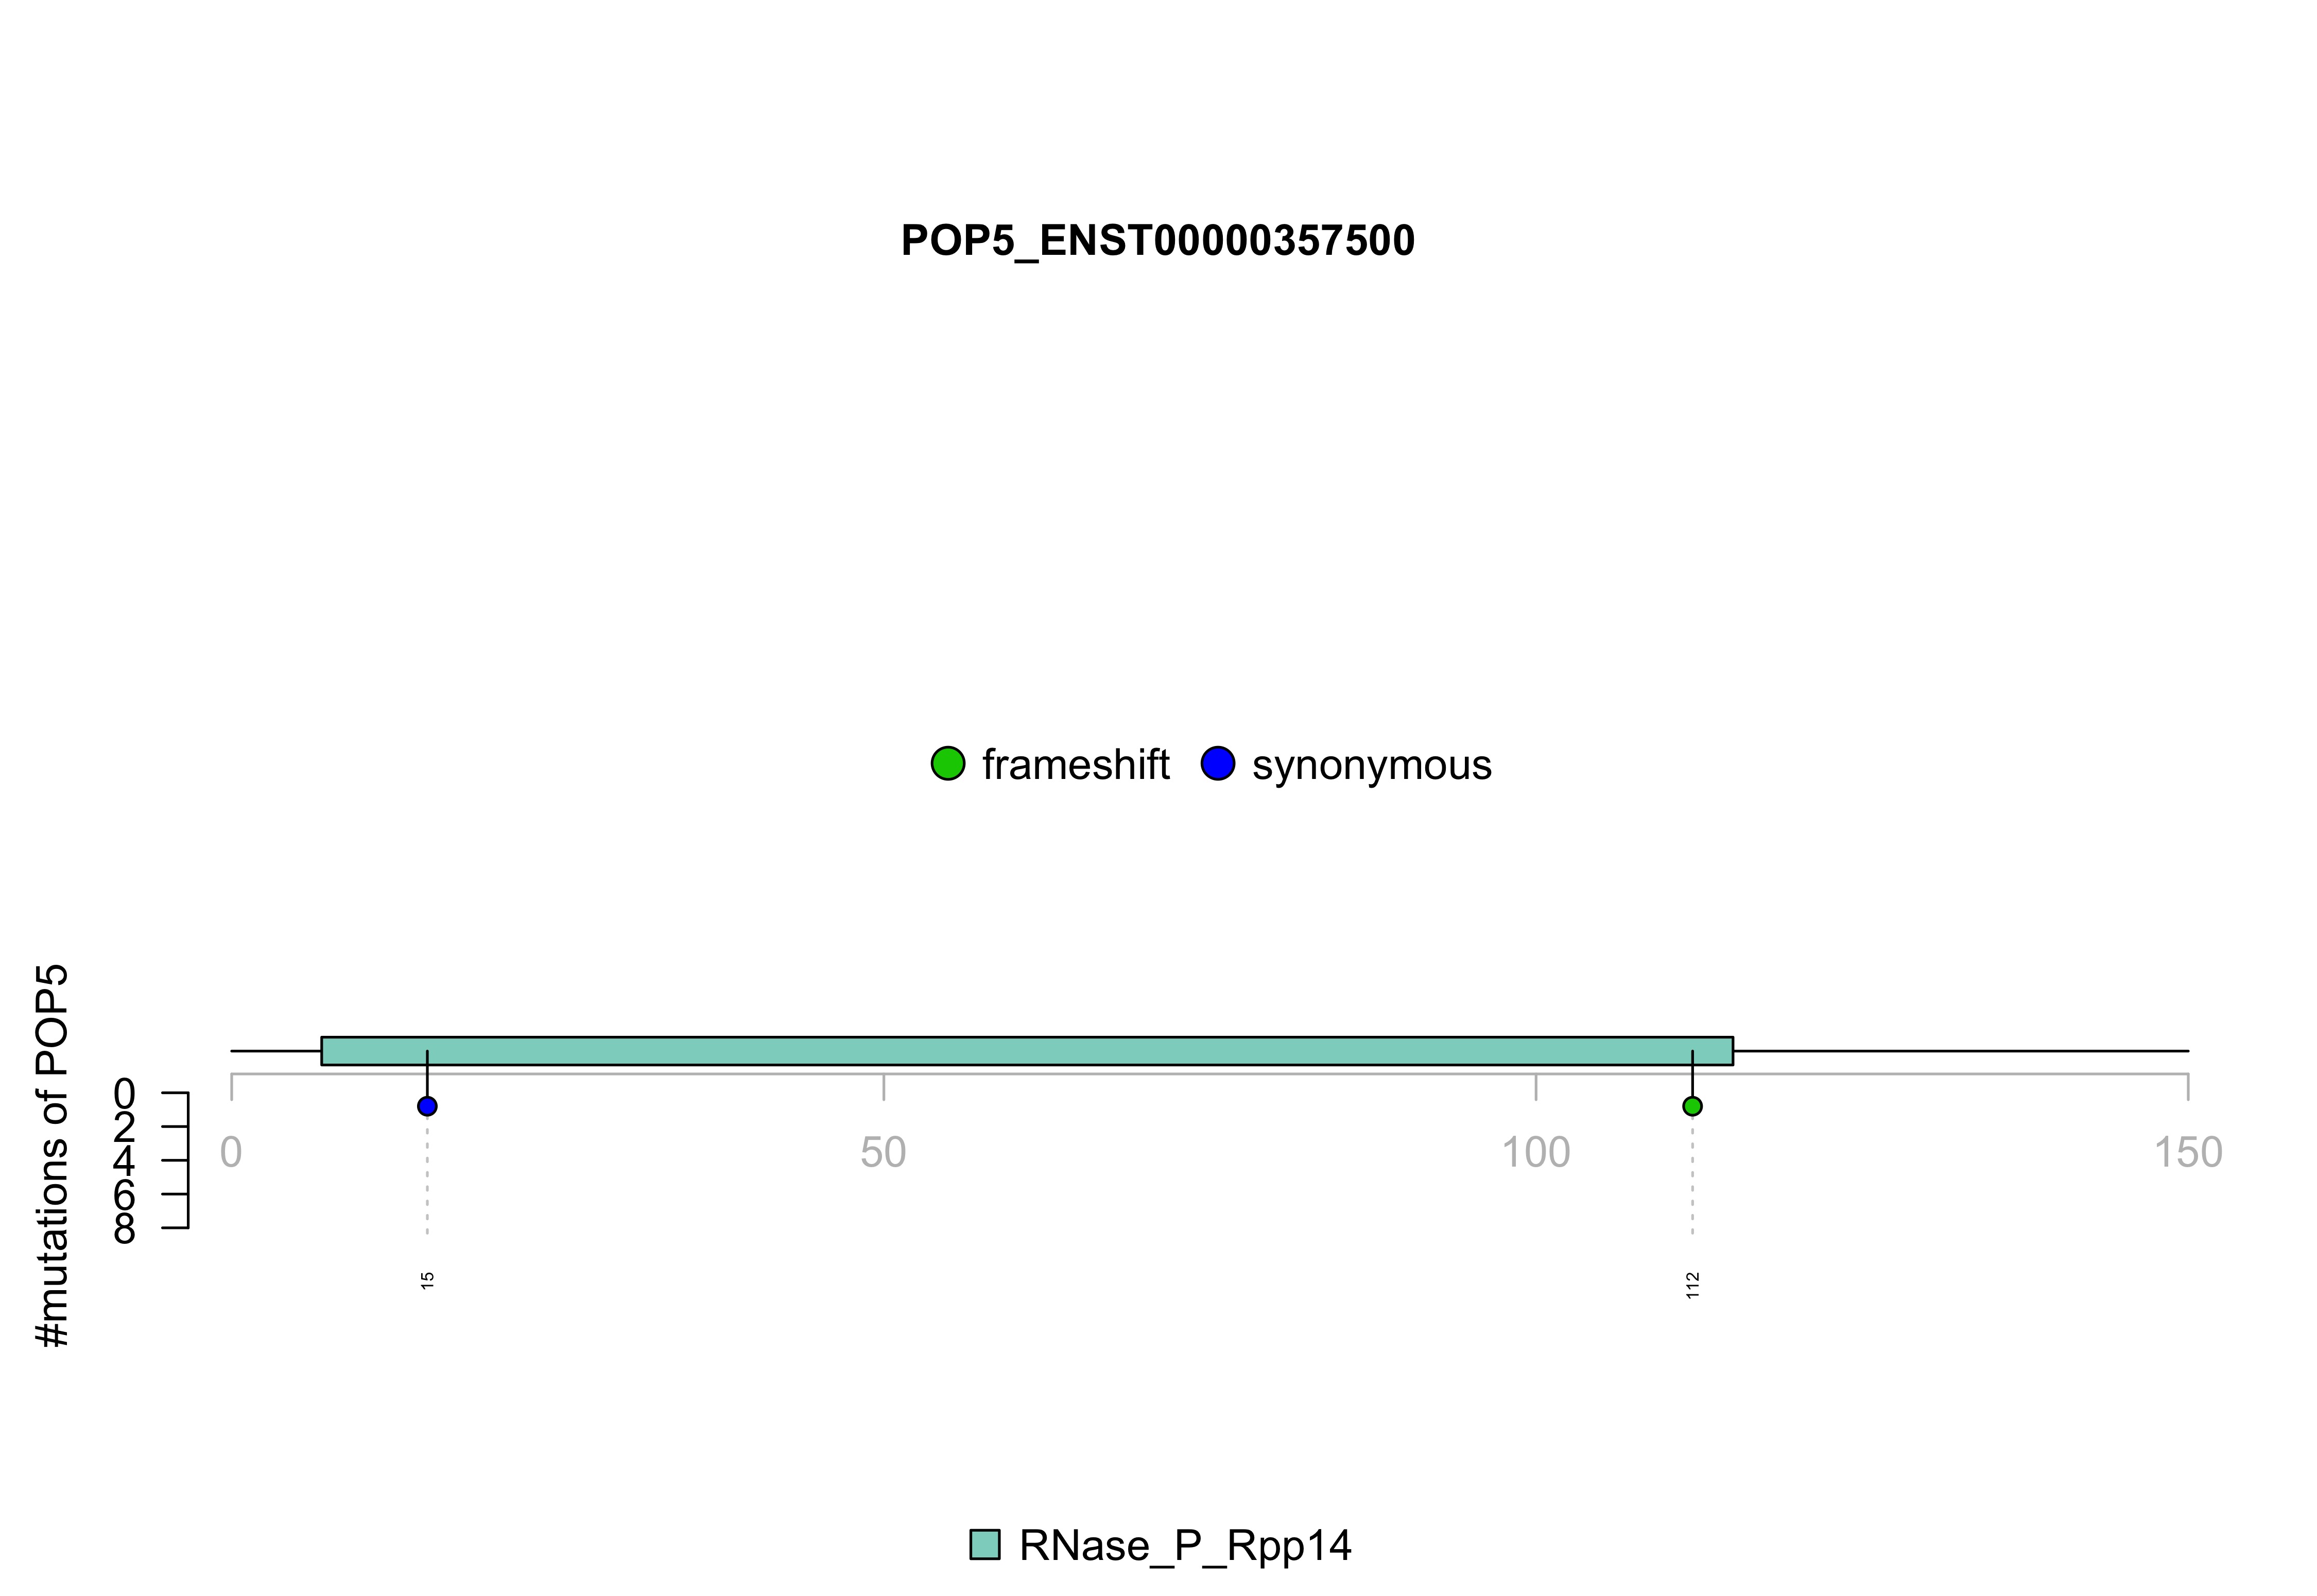 POP5_ENST00000357500
frameshift synonymous
#mutations of POP5
0
2
4
6
8
0 50 100 150
15 112
RNase_P_Rpp14